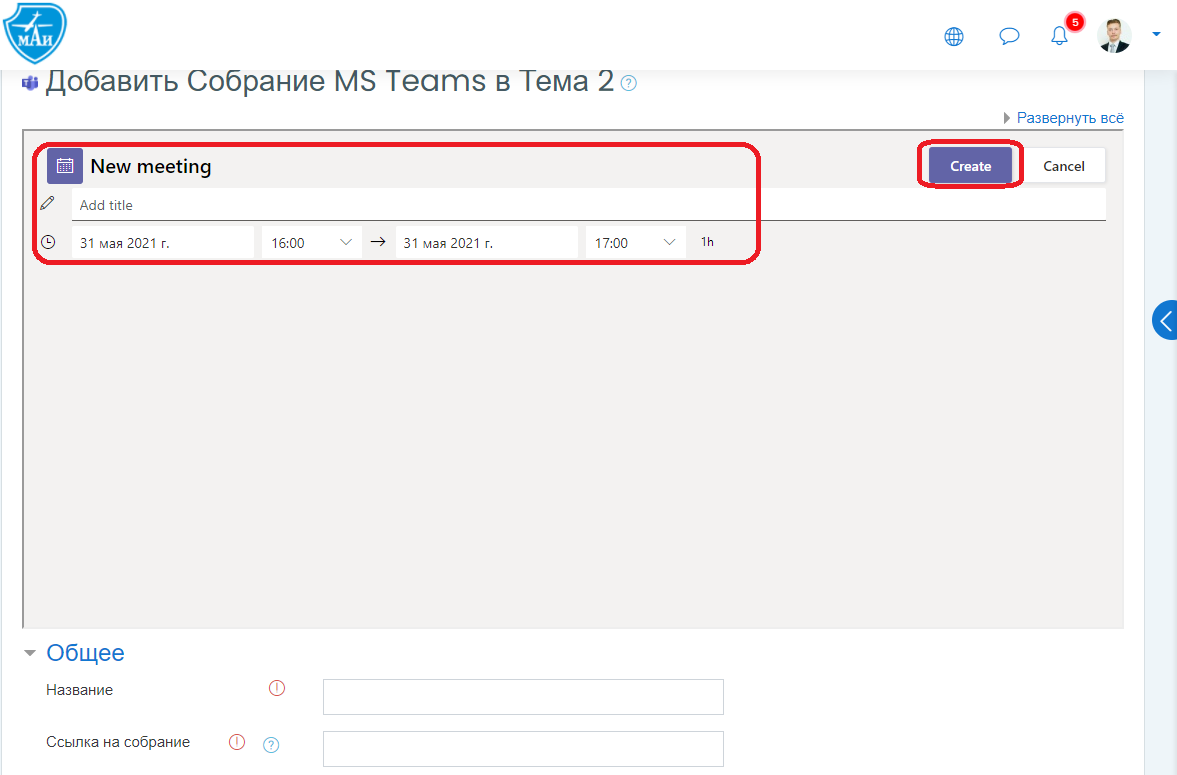 МАИ
5
Добавить Собрание MS Teams в Тема 2 ?
Развернуть всё
New meeting
Create
Cancel
Add title
31 мая 2021 г. 16:00 → 31 мая 2021 г. 17:00 1h
Общее
Название !
Ссылка на собрание ! ?